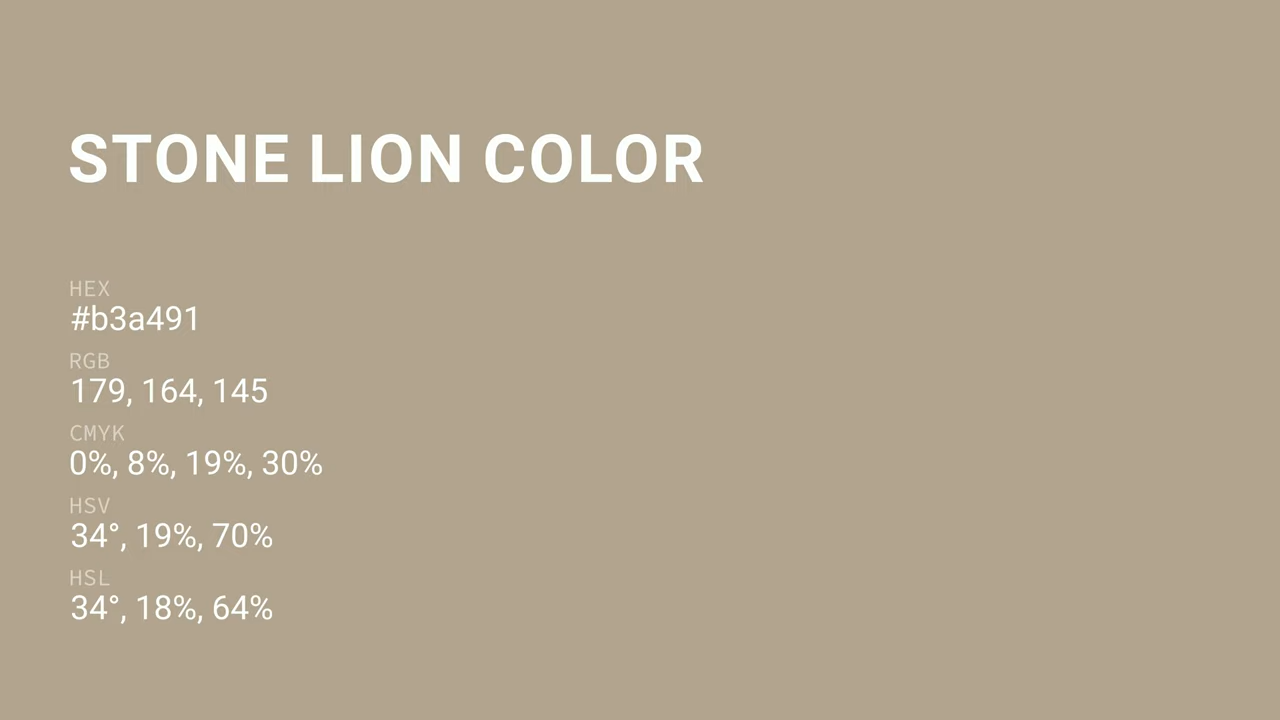 STONE LION COLOR
HEX
#b3a491
RGB
179, 164, 145
CMYK
0%, 8%, 19%, 30%
HSV
34°, 19%, 70%
HSL
34°, 18%, 64%